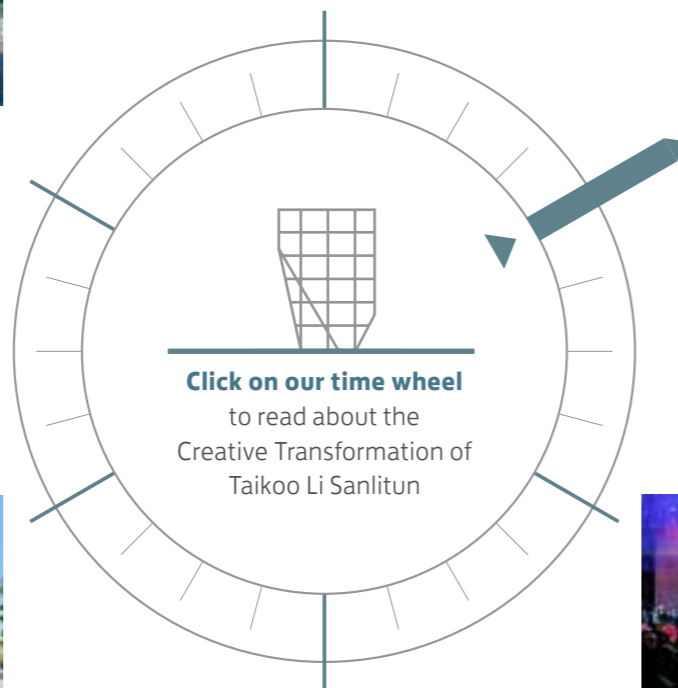 Click on our time wheel
to read about the
Creative Transformation of
Taikoo Li Sanlitun